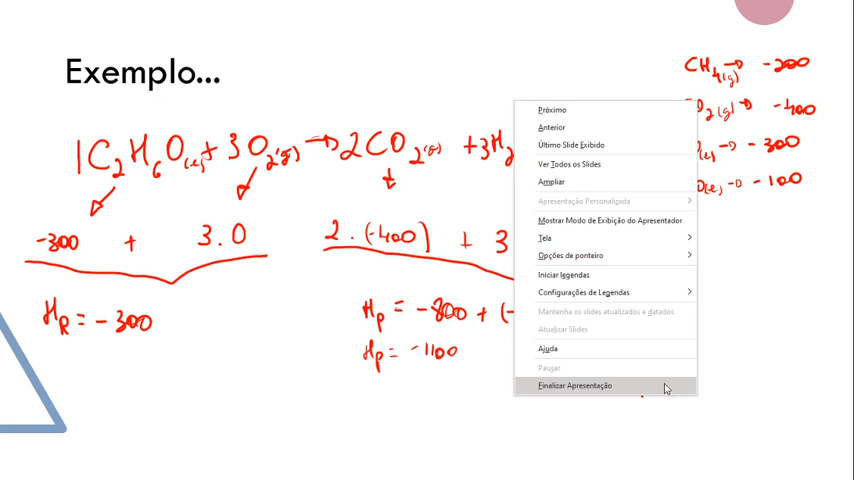 Exemplo...
CH4(g) → -200
O2(g) → -400
(l) → -300
O(l) → -100
1C2H6O(l) + 3O2(g) → 2CO2(g) + 3H2
-300 + 3.0 2.(-400) + 3
HR = -300
Hp = -800 + (-
Hp = -1100
Próximo
Anterior
Último Slide Exibido
Ver Todos os Slides
Ampliar
Apresentação Personalizada
Mostrar Modo de Exibição do Apresentador
Tela
Opções de ponteiro
Iniciar legendas
Configurações de Legendas
Mantenha os slides atualizados e datados
Atualizar Slides
Ajuda
Pausar
Finalizar Apresentação